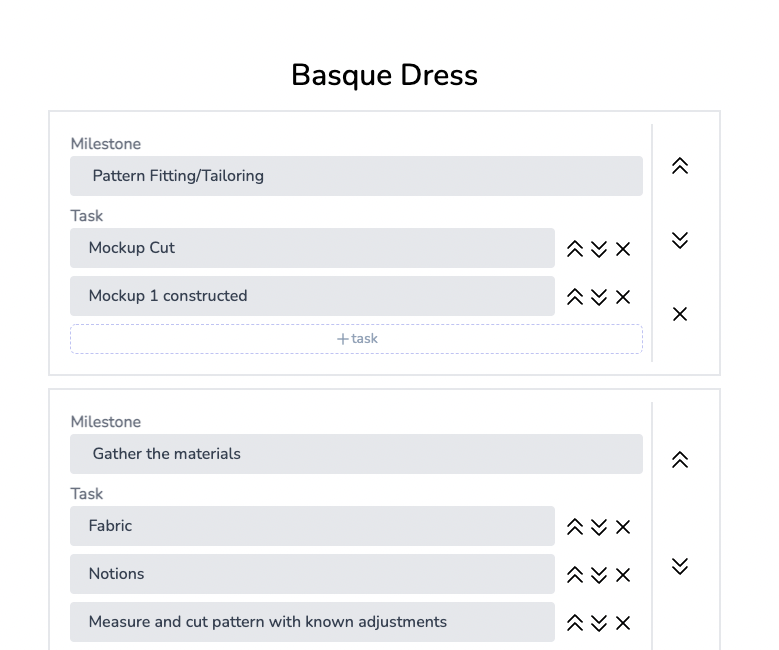 Basque Dress
Milestone
Pattern Fitting/Tailoring
Task
Mockup Cut
Mockup 1 constructed
+task
Milestone
Gather the materials
Task
Fabric
Notions
Measure and cut pattern with known adjustments